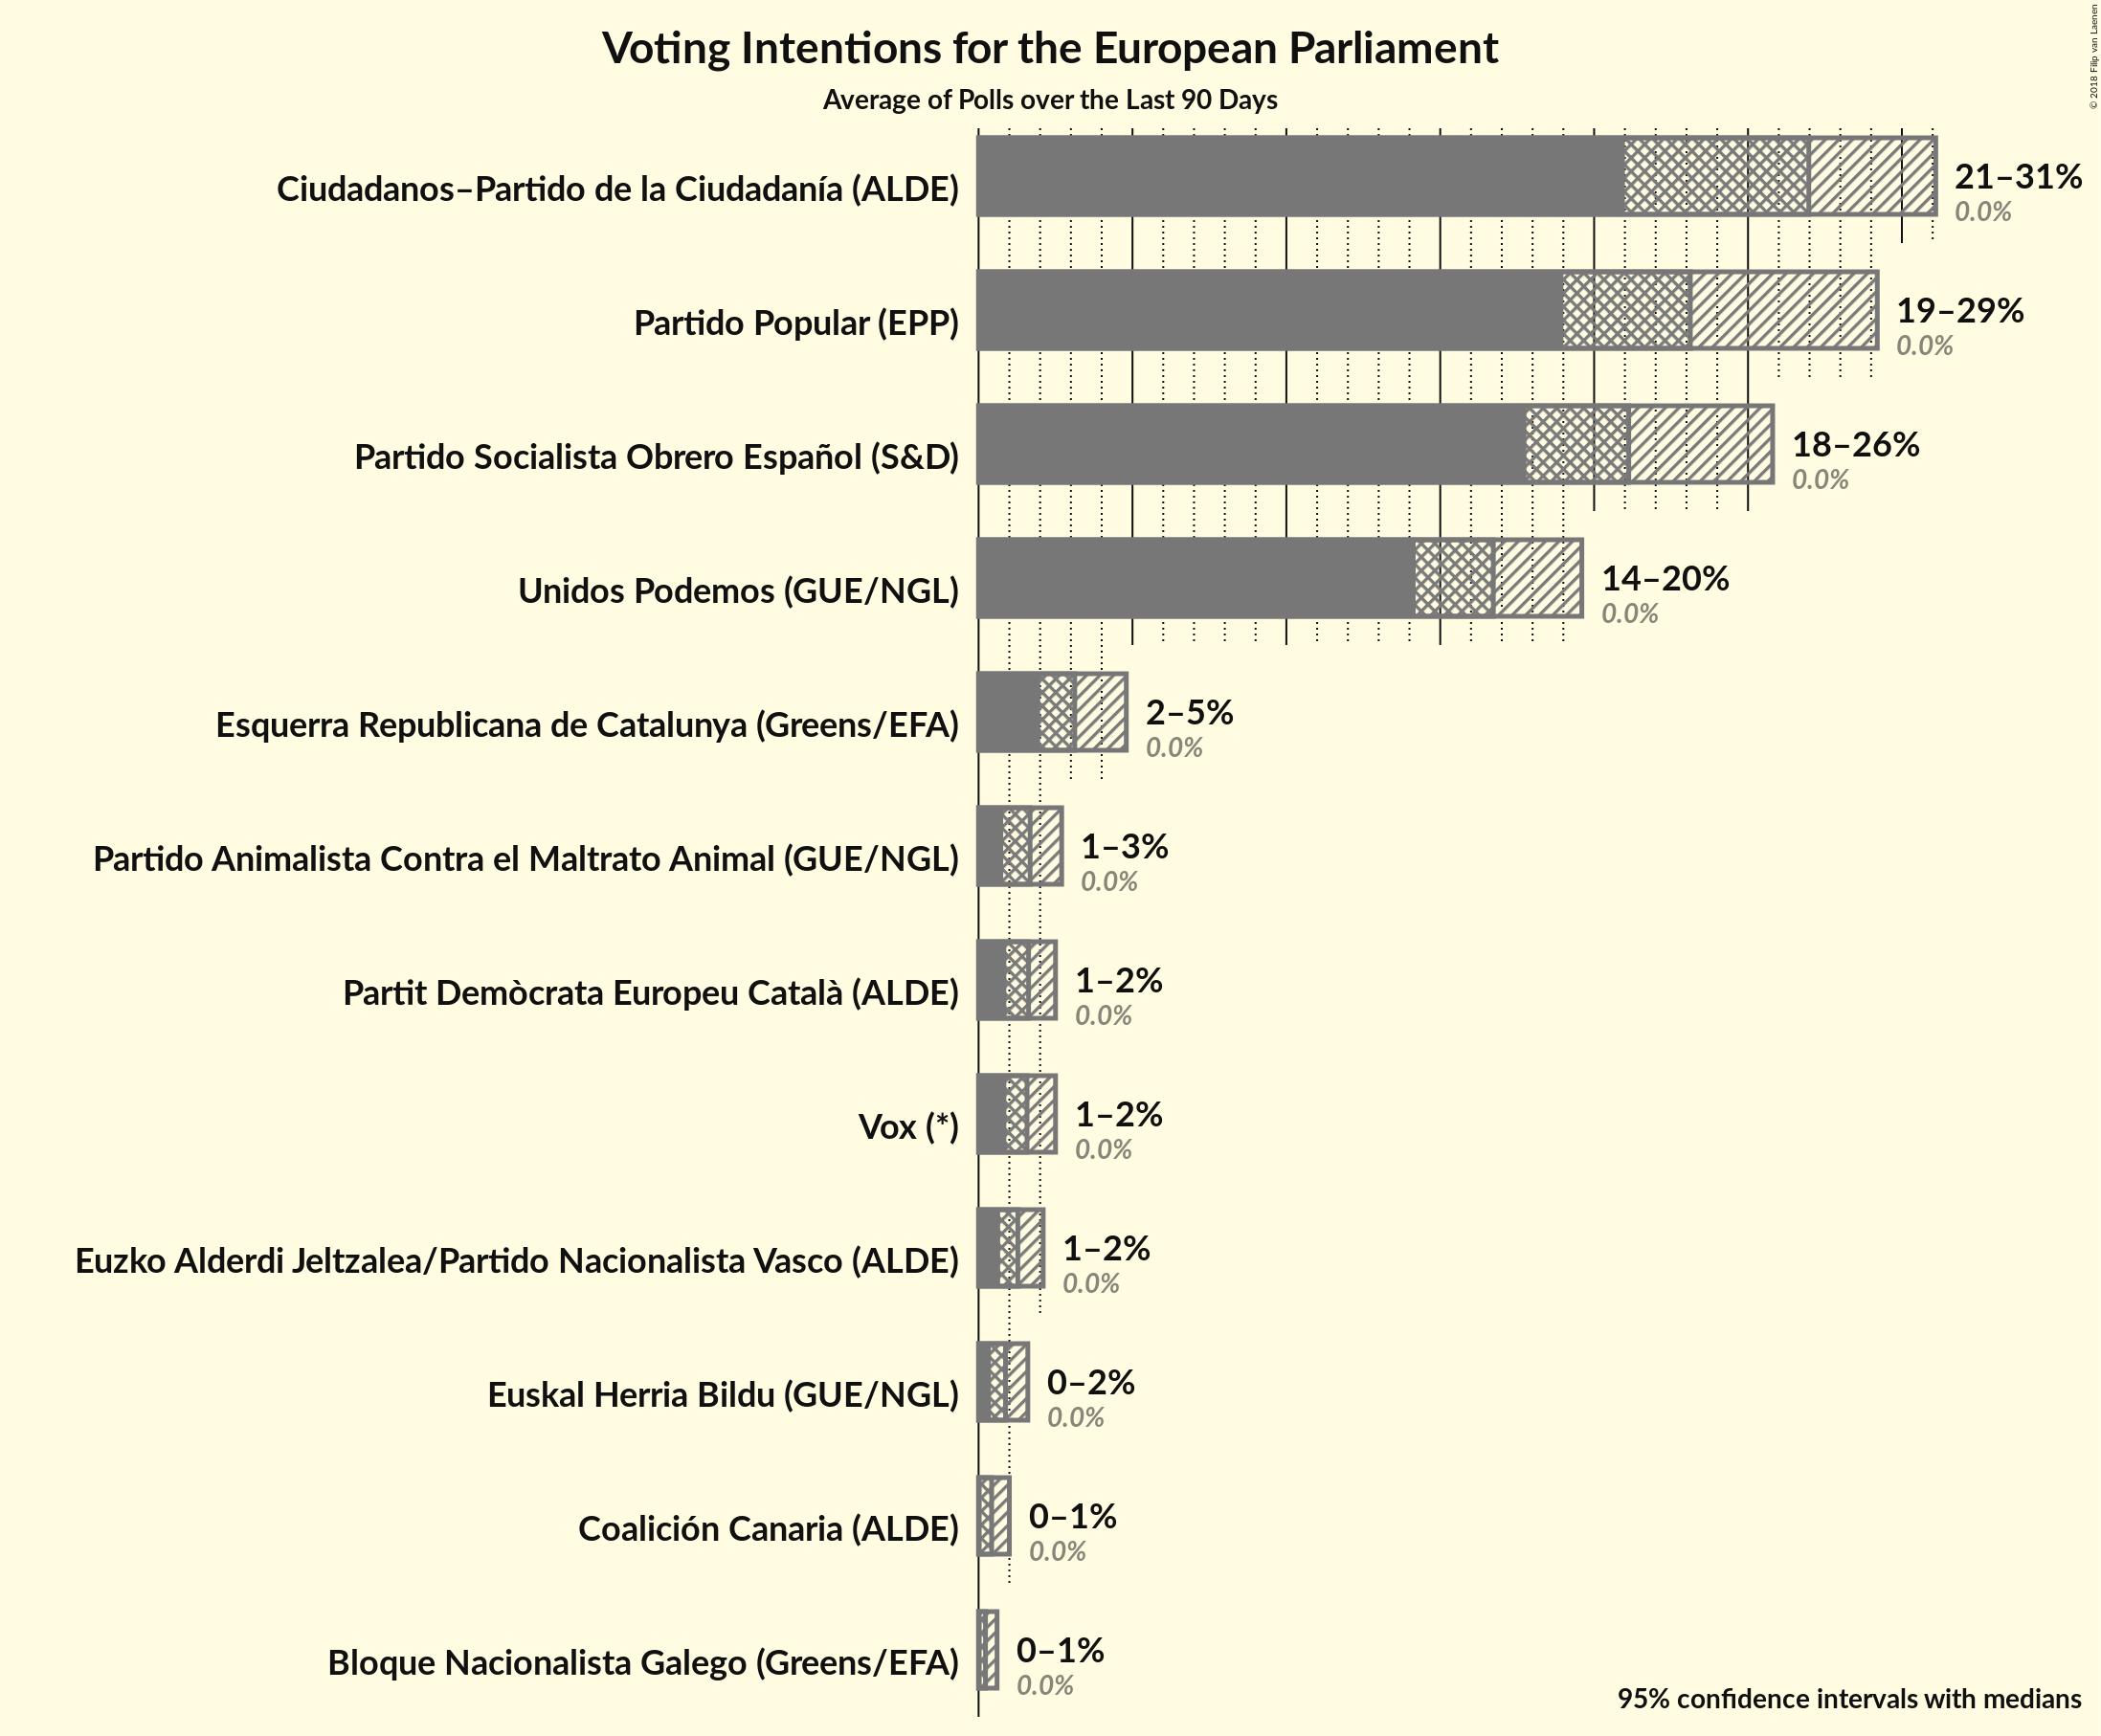 Voting Intentions for the European Parliament
Average of Polls over the Last 90 Days
© 2018 Filip van Laenen
Ciudadanos–Partido de la Ciudadanía (ALDE)
21–31%
0.0%
Partido Popular (EPP)
19–29%
0.0%
Partido Socialista Obrero Español (S&D)
18–26%
0.0%
Unidos Podemos (GUE/NGL)
14–20%
0.0%
Esquerra Republicana de Catalunya (Greens/EFA)
2–5%
0.0%
Partido Animalista Contra el Maltrato Animal (GUE/NGL)
1–3%
0.0%
Partit Demòcrata Europeu Català (ALDE)
1–2%
0.0%
Vox (*)
1–2%
0.0%
Euzko Alderdi Jeltzalea/Partido Nacionalista Vasco (ALDE)
1–2%
0.0%
Euskal Herria Bildu (GUE/NGL)
0–2%
0.0%
Coalición Canaria (ALDE)
0–1%
0.0%
Bloque Nacionalista Galego (Greens/EFA)
0–1%
0.0%
95% confidence intervals with medians